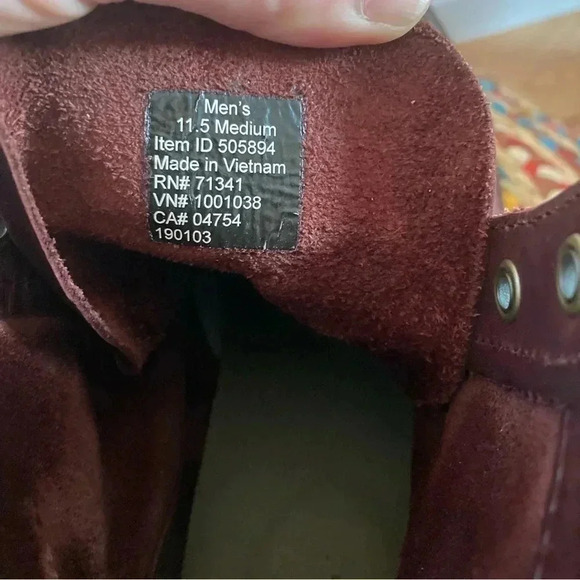 Men's
11.5 Medium
Item ID 505894
Made in Vietnam
RN# 71341
VN# 1001038
CA# 04754
190103